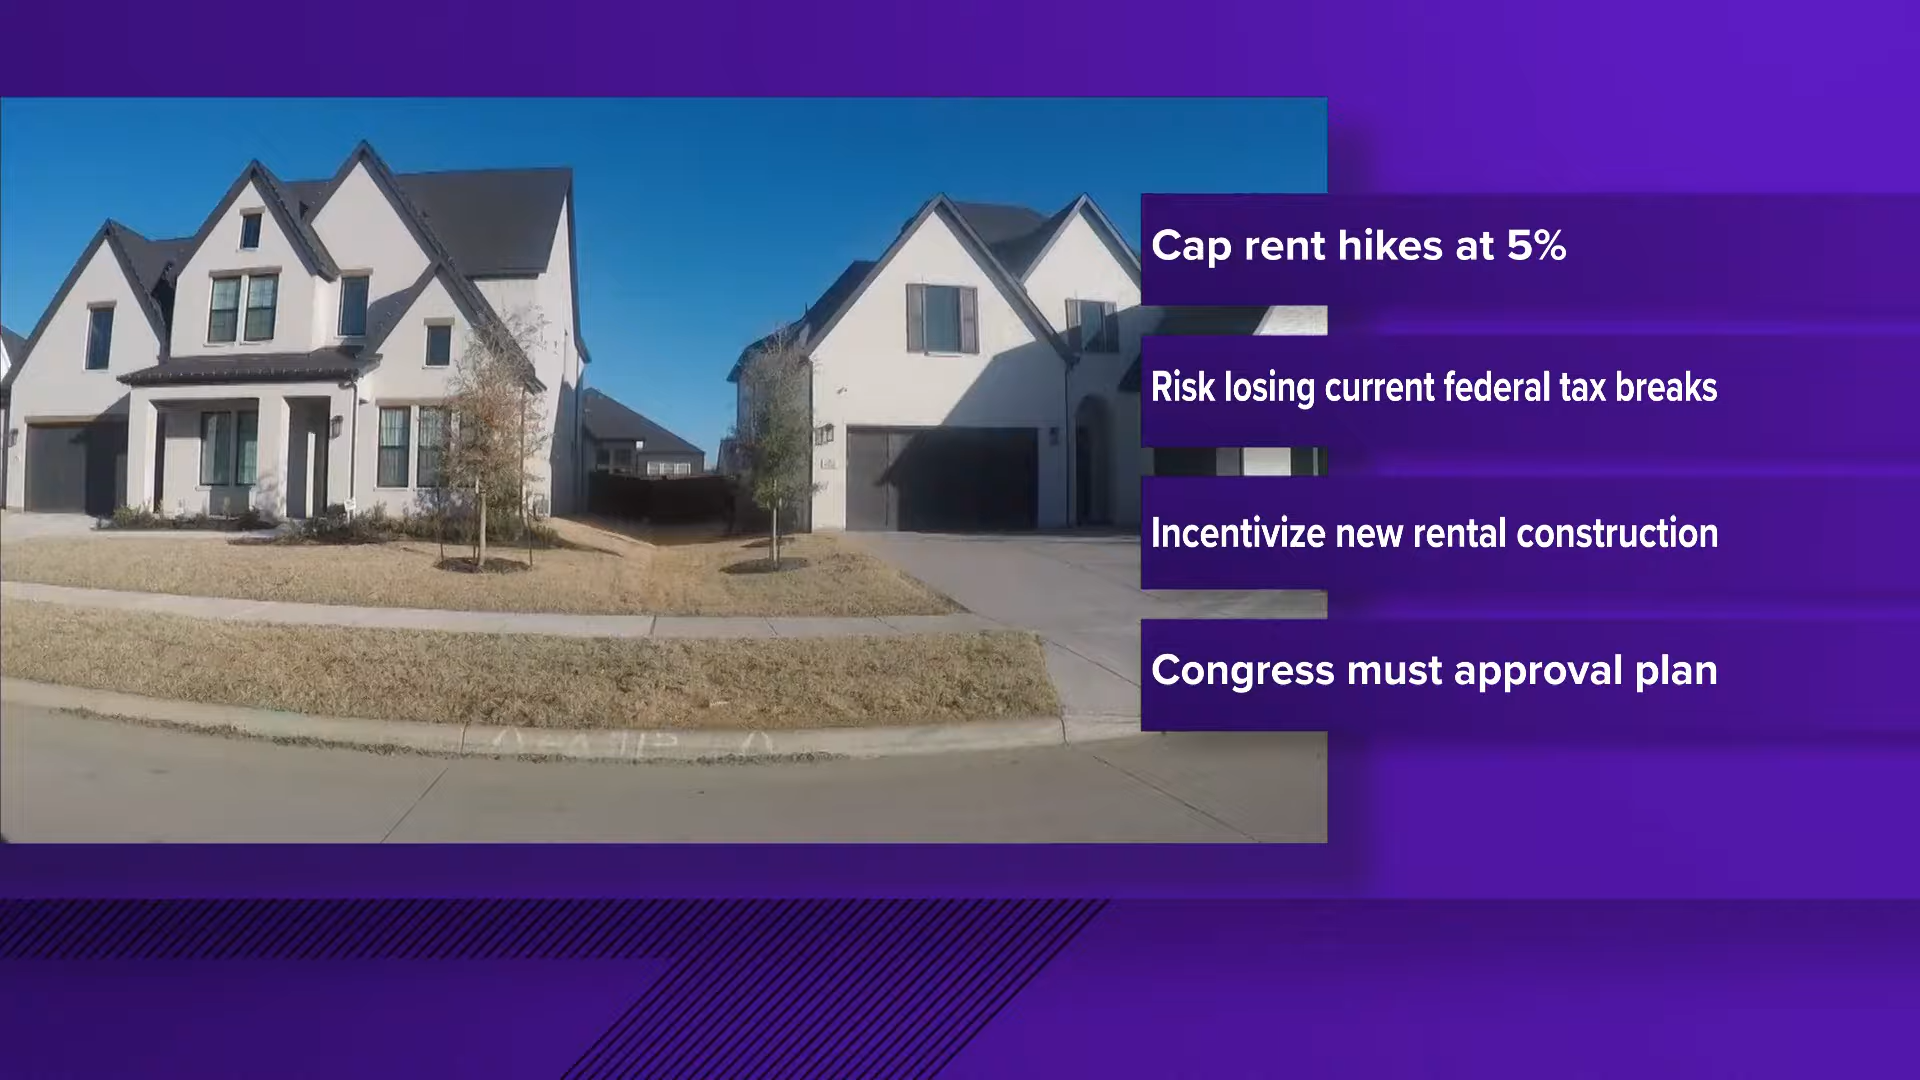 Cap rent hikes at 5%
Risk losing current federal tax breaks
Incentivize new rental construction
Congress must approval plan